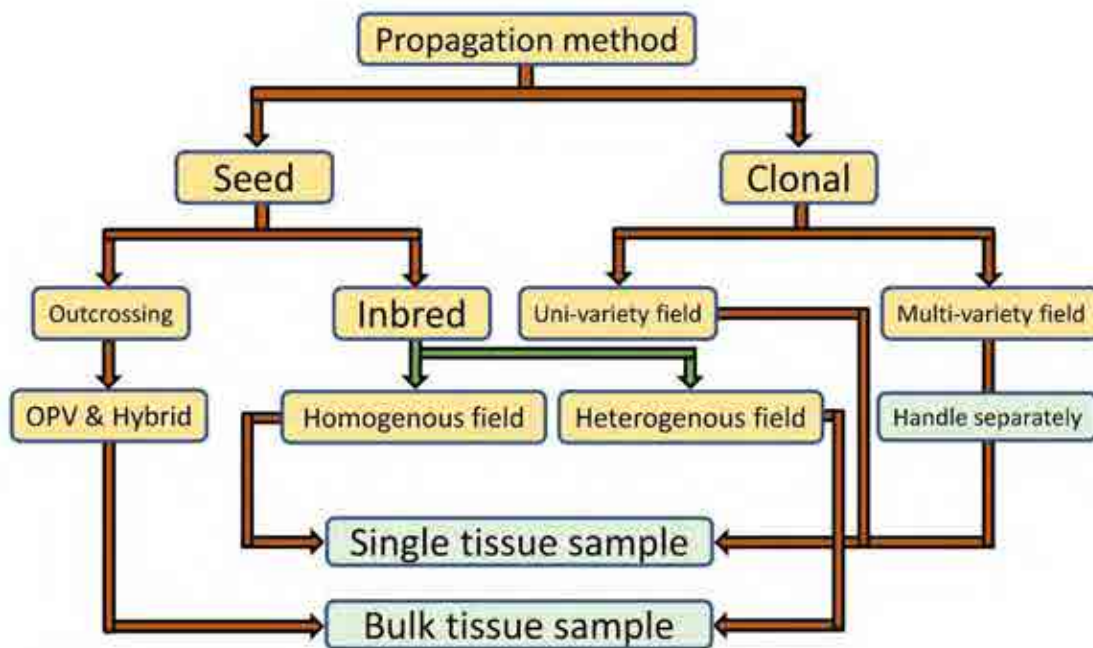 Propagation method
Seed
Clonal
Outcrossing
Inbred
Uni-variety field
Multi-variety field
OPV & Hybrid
Homogenous field
Heterogenous field
Handle separately
Single tissue sample
Bulk tissue sample